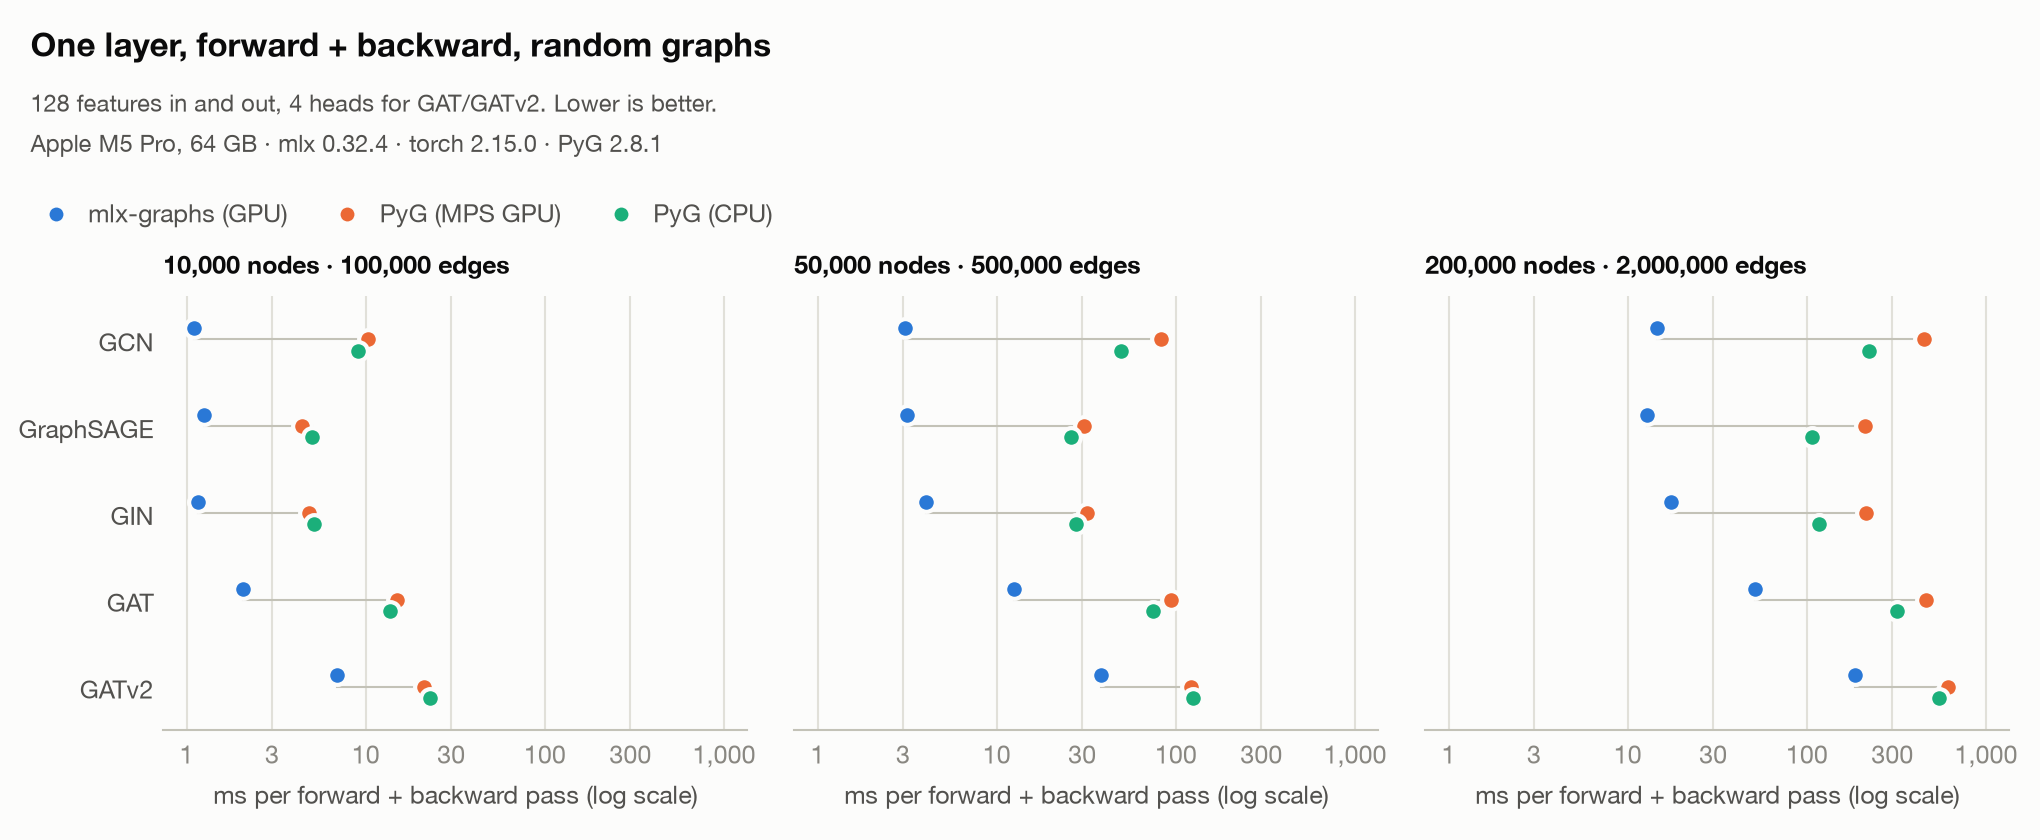 One layer, forward + backward, random graphs
128 features in and out, 4 heads for GAT/GATv2. Lower is better.
Apple M5 Pro, 64 GB · mlx 0.32.4 · torch 2.15.0 · PyG 2.8.1
mlx-graphs (GPU) PyG (MPS GPU) PyG (CPU)
10,000 nodes · 100,000 edges 50,000 nodes · 500,000 edges 200,000 nodes · 2,000,000 edges
GCN
GraphSAGE
GIN
GAT
GATv2
1 3 10 30 100 300 1,000 1 3 10 30 100 300 1,000 1 3 10 30 100 300 1,000
ms per forward + backward pass (log scale) ms per forward + backward pass (log scale) ms per forward + backward pass (log scale)